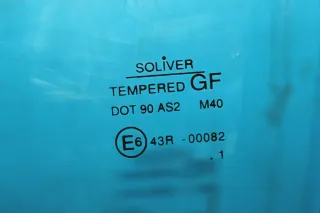 SOLIVER
TEMPERED GF
DOT 90 AS2 M40
E6 43R -00082
. 1